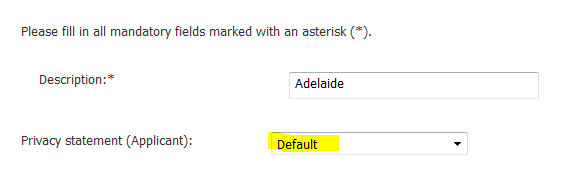 Please fill in all mandatory fields marked with an asterisk (*).
Description:* Adelaide
Privacy statement (Applicant): Default